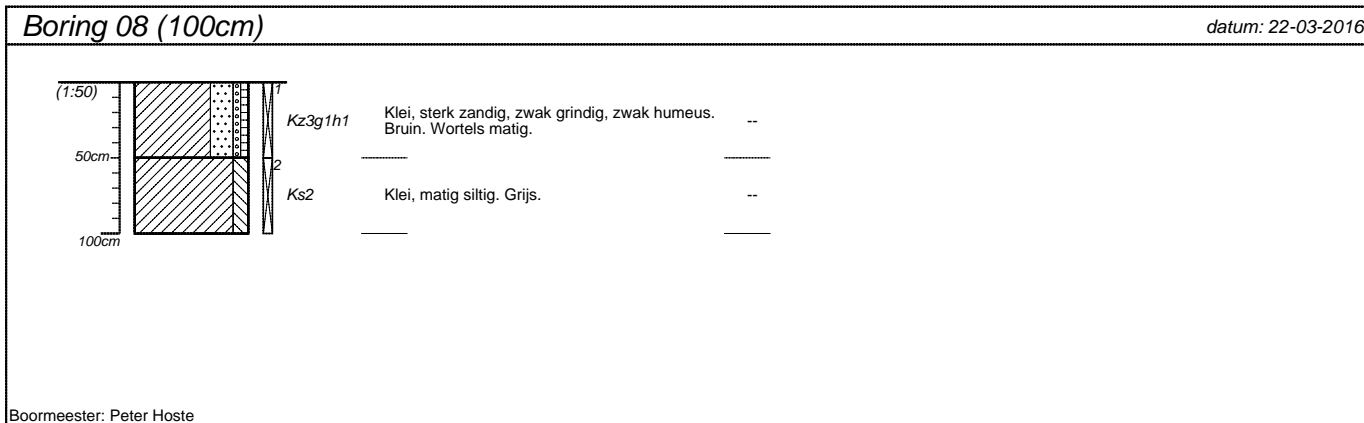 Boring 08 (100cm)
datum: 22-03-2016
(1:50)
1
Kz3g1h1
Klei, sterk zandig, zwak grindig, zwak humeus.
Bruin. Wortels matig.
--
50cm
2
Ks2
Klei, matig siltig. Grijs.
--
100cm
Boormeester: Peter Hoste